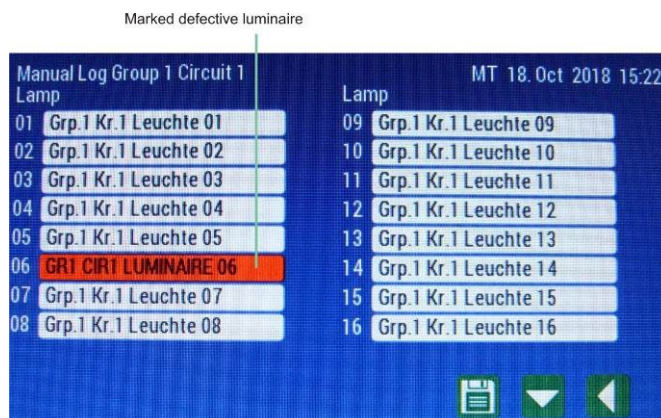 Marked defective luminaire
Manual Log Group 1 Circuit 1
MT 18. Oct 2018 15:22
Lamp
01 Grp.1 Kr.1 Leuchte 01
02 Grp.1 Kr.1 Leuchte 02
03 Grp.1 Kr.1 Leuchte 03
04 Grp.1 Kr.1 Leuchte 04
05 Grp.1 Kr.1 Leuchte 05
06 GR1 CIR1 LUMINAIRE 06
07 Grp.1 Kr.1 Leuchte 07
08 Grp.1 Kr.1 Leuchte 08
Lamp
09 Grp.1 Kr.1 Leuchte 09
10 Grp.1 Kr.1 Leuchte 10
11 Grp.1 Kr.1 Leuchte 11
12 Grp.1 Kr.1 Leuchte 12
13 Grp.1 Kr.1 Leuchte 13
14 Grp.1 Kr.1 Leuchte 14
15 Grp.1 Kr.1 Leuchte 15
16 Grp.1 Kr.1 Leuchte 16